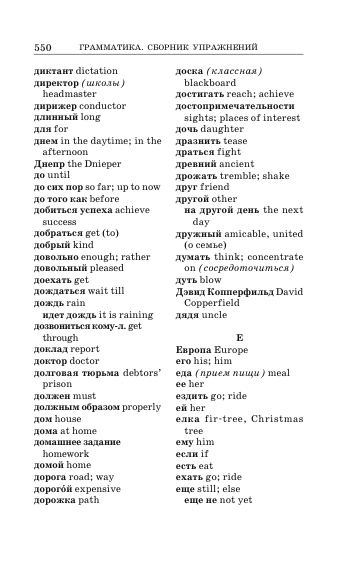 550 ГРАММАТИКА. СБОРНИК УПРАЖНЕНИЙ
диктант dictation
директор (школы)
headmaster
дирижер conductor
длинный long
для for
днем in the daytime; in the
afternoon
Днепр the Dnieper
до until
до сих пор so far; up to now
до того как before
добиться успеха achieve
success
добраться get (to)
добрый kind
довольно enough; rather
довольный pleased
доехать get
дождаться wait till
дождь rain
идет дождь it is raining
дозвониться кому-л. get
through
доклад report
доктор doctor
долговая тюрьма debtors'
prison
должен must
должным образом properly
дом house
дома at home
домашнее задание
homework
домой home
дорога road; way
дорогóй expensive
дорожка path
доска (классная)
blackboard
достигать reach; achieve
достопримечательности
sights; places of interest
дочь daughter
дразнить tease
драться fight
древний ancient
дрожать tremble; shake
друг friend
другой other
на другой день the next
day
дружный amicable, united
(о семье)
думать think; concentrate
on (сосредоточиться)
дуть blow
Дэвид Копперфильд David
Copperfield
дядя uncle
Е
Европа Europe
его his; him
еда (прием пищи) meal
ее her
ездить go; ride
ей her
елка fir-tree, Christmas
tree
ему him
если if
есть eat
ехать go; ride
еще still; else
еще не not yet